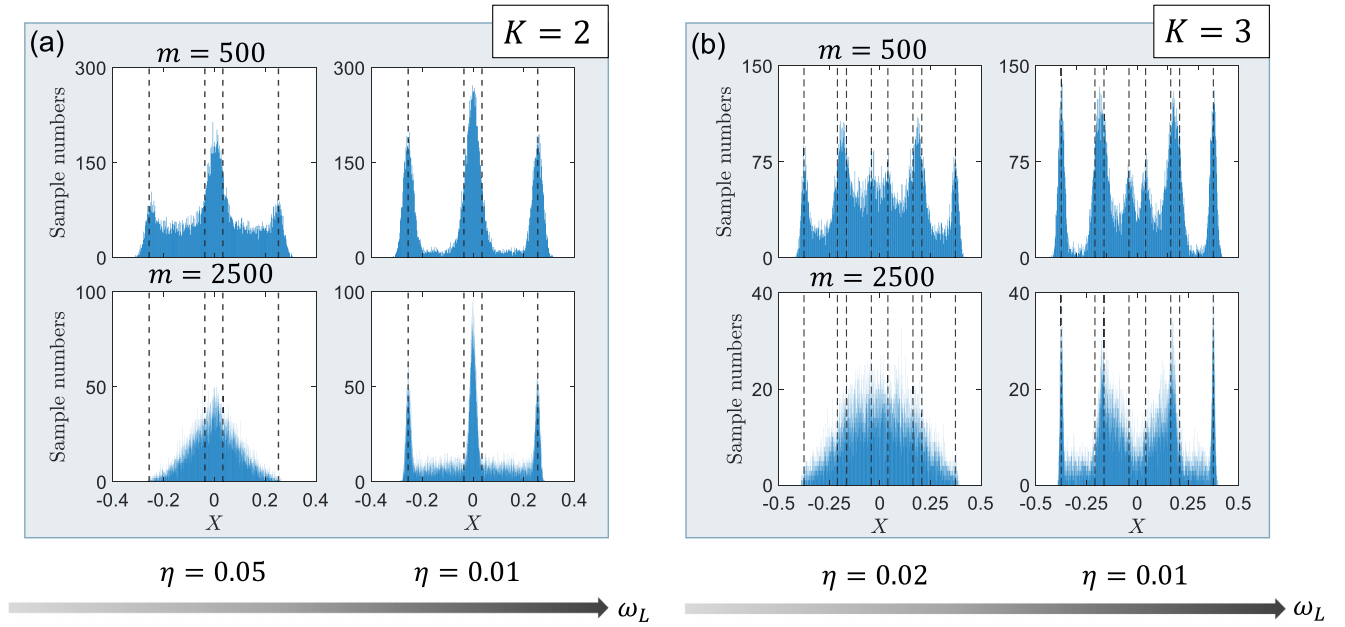 (a)
K = 2
m = 500
Sample numbers
300
150
0
300
150
0
m = 2500
Sample numbers
100
50
0
-0.4 -0.2 0 0.2 0.4
X
100
50
0
-0.4 -0.2 0 0.2 0.4
X
η = 0.05
η = 0.01
ω_L
(b)
K = 3
m = 500
Sample numbers
150
75
0
150
75
0
m = 2500
Sample numbers
40
20
0
-0.5 -0.25 0 0.25 0.5
X
40
20
0
-0.5 -0.25 0 0.25 0.5
X
η = 0.02
η = 0.01
ω_L